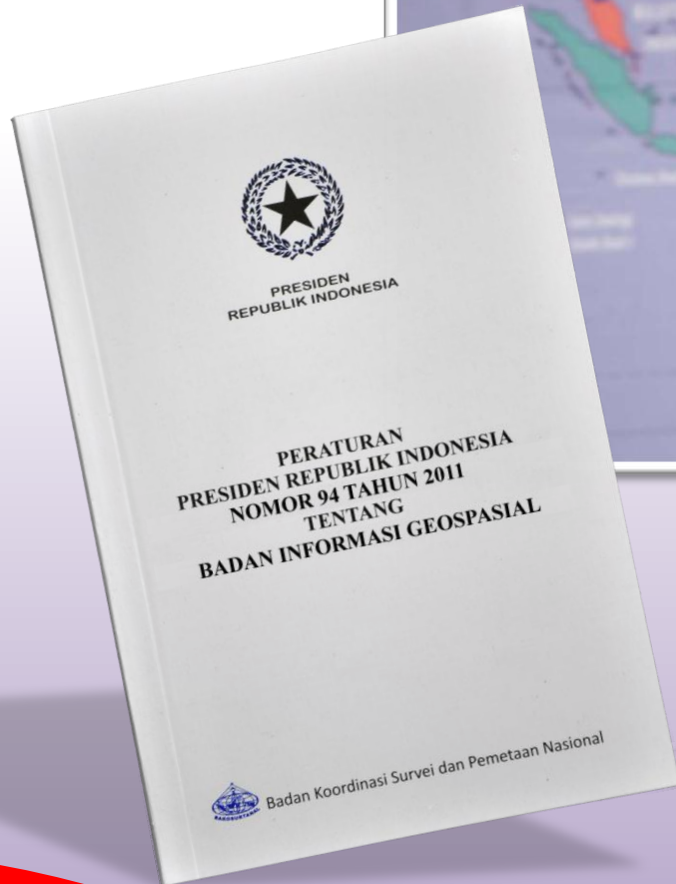 PRESIDEN
REPUBLIK INDONESIA
PERATURAN
PRESIDEN REPUBLIK INDONESIA
NOMOR 94 TAHUN 2011
TENTANG
BADAN INFORMASI GEOSPASIAL
BAKOSURTANAL
Badan Koordinasi Survei dan Pemetaan Nasional